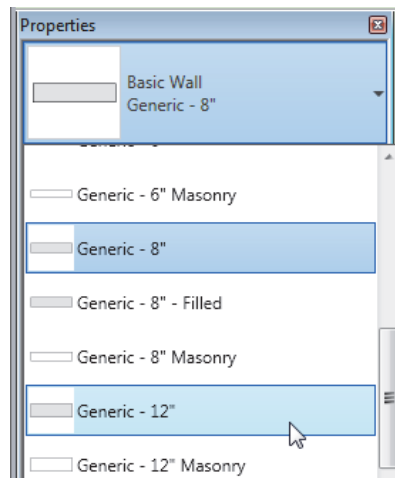 Properties
Basic Wall
Generic - 8"
Generic - 6" Masonry
Generic - 8"
Generic - 8" - Filled
Generic - 8" Masonry
Generic - 12"
Generic - 12" Masonry